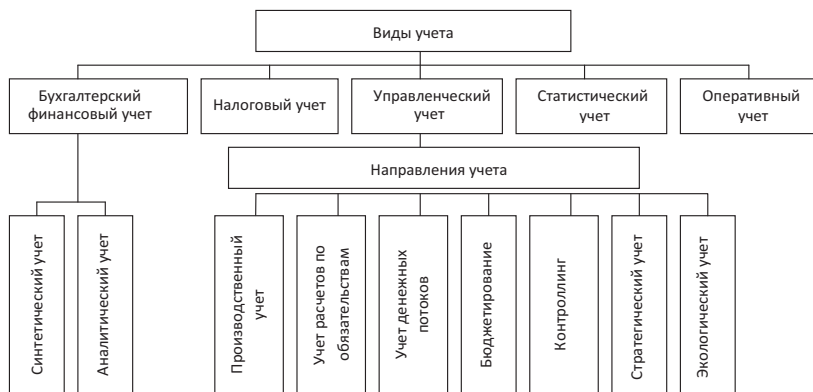 Виды учета
Бухгалтерский
финансовый учет
Налоговый учет
Управленческий
учет
Статистический
учет
Оперативный
учет
Направления учета
Синтетический учет
Аналитический учет
Производственный
учет
Учет расчетов по
обязательствам
Учет денежных
потоков
Бюджетирование
Контроллинг
Стратегический учет
Экологический учет